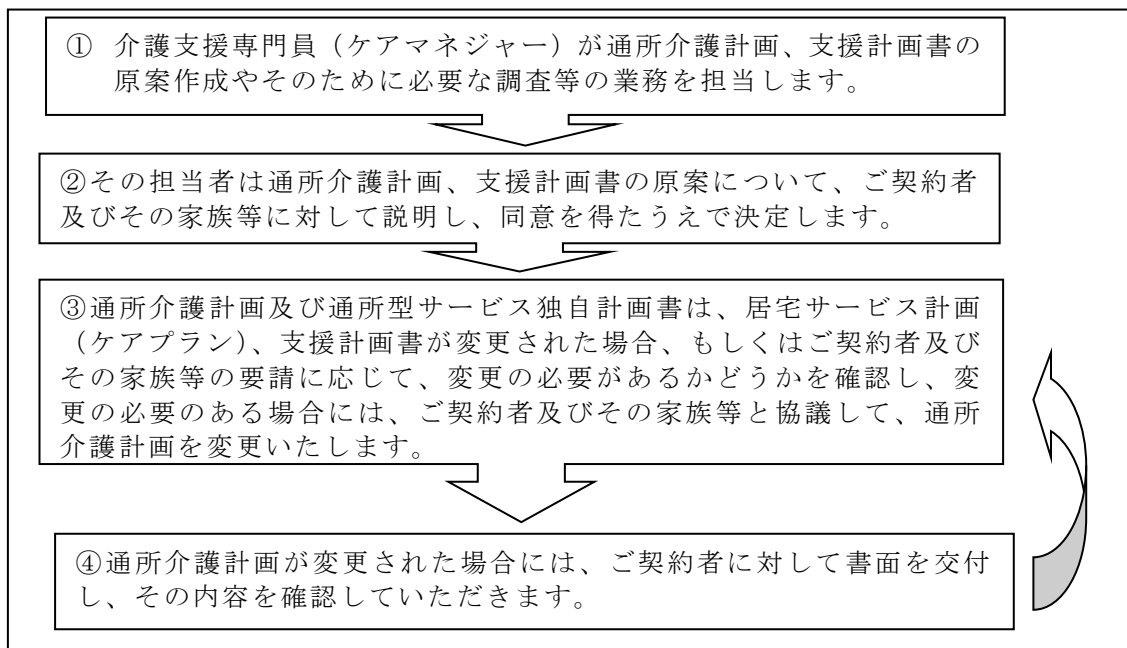 ① 介護支援専門員（ケアマネジャー）が通所介護計画、支援計画書の
原案作成やそのために必要な調査等の業務を担当します。
②その担当者は通所介護計画、支援計画書の原案について、ご契約者
及びその家族等に対して説明し、同意を得たうえで決定します。
③通所介護計画及び通所型サービス独自計画書は、居宅サービス計画
（ケアプラン）、支援計画書が変更された場合、もしくはご契約者及び
その家族等の要請に応じて、変更の必要があるかどうかを確認し、変
更の必要のある場合には、ご契約者及びその家族等と協議して、通所
介護計画を変更いたします。
④通所介護計画が変更された場合には、ご契約者に対して書面を交付
し、その内容を確認していただきます。